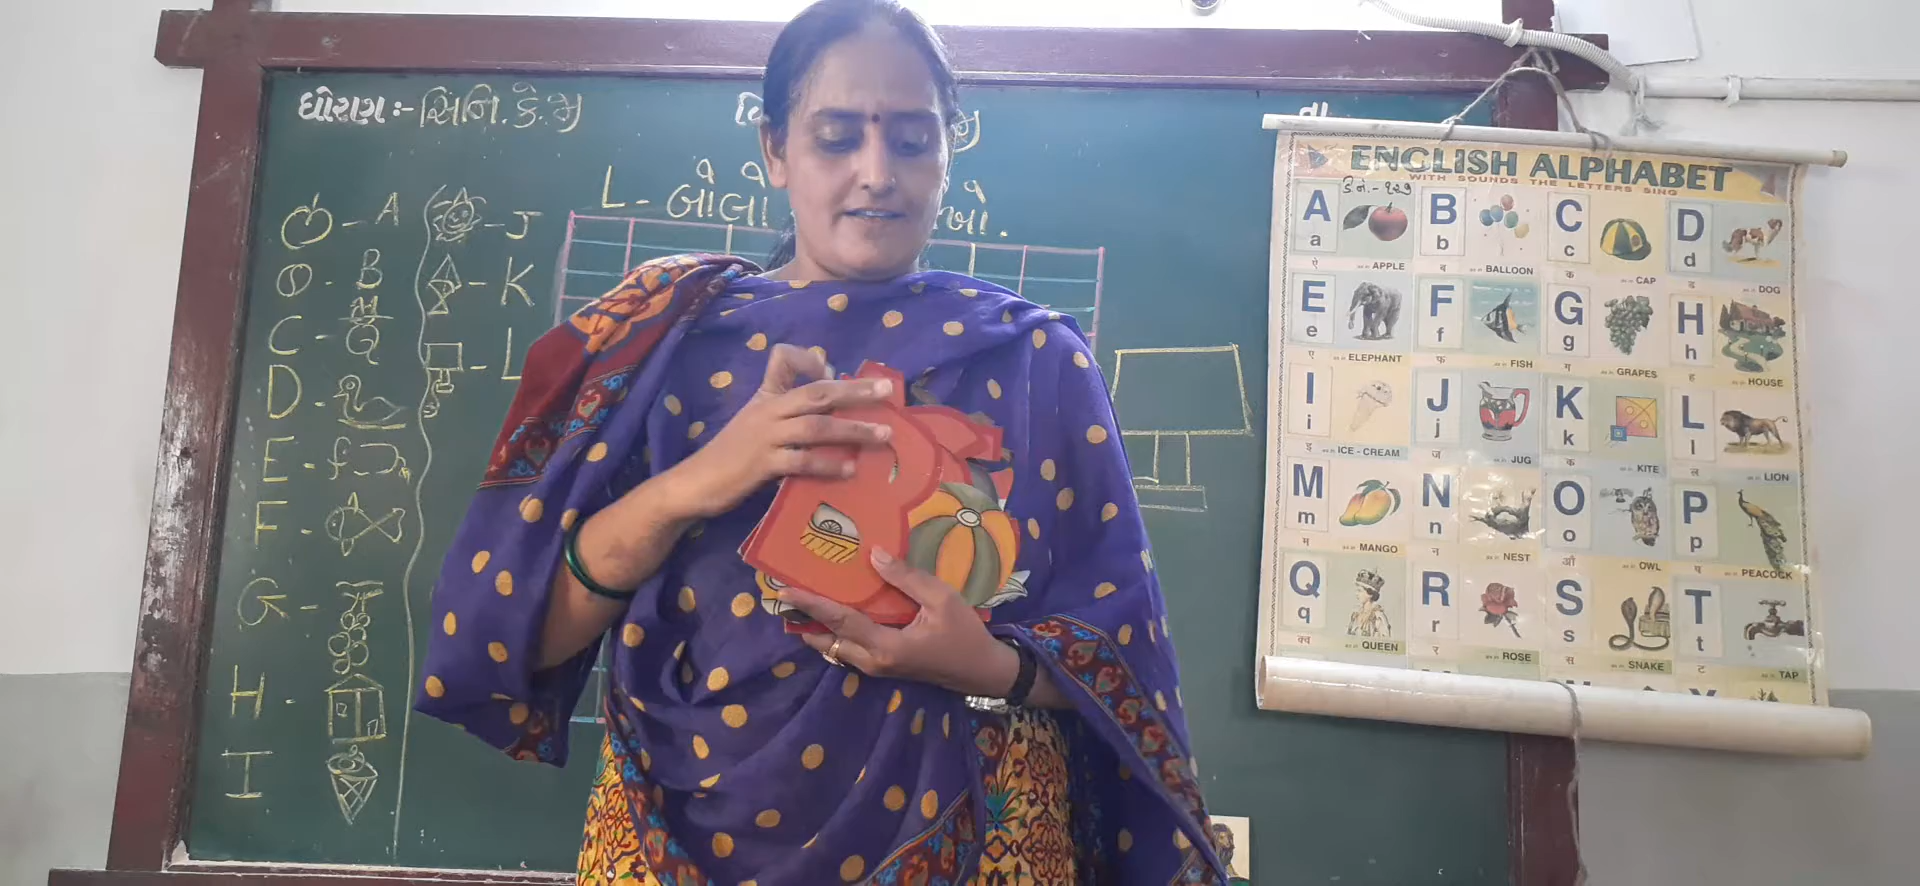 ધોરણ :- સિનિ. કે. જી
L - બોલો
ખો.
A
B
C - Q
D -
E -
F -
G -
H -
I
- J
- K
- L
ENGLISH ALPHABET
WITH SOUNDS THE LETTERS SING
A a APPLE
B b BALLOON
C c CAP
D d DOG
E e ELEPHANT
F f FISH
G g GRAPES
H h HOUSE
I i ICE - CREAM
J j JUG
K k KITE
L l LION
M m MANGO
N n NEST
O o OWL
P p PEACOCK
Q q QUEEN
R r ROSE
S s SNAKE
T t TAP